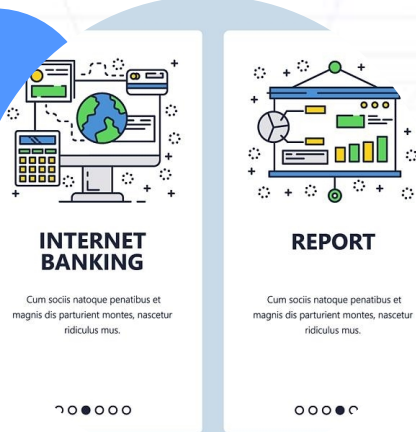 INTERNET
BANKING
Cum sociis natoque penatibus et
magnis dis parturient montes, nascetur
ridiculus mus.
REPORT
Cum sociis natoque penatibus et
magnis dis parturient montes, nascetur
ridiculus mus.